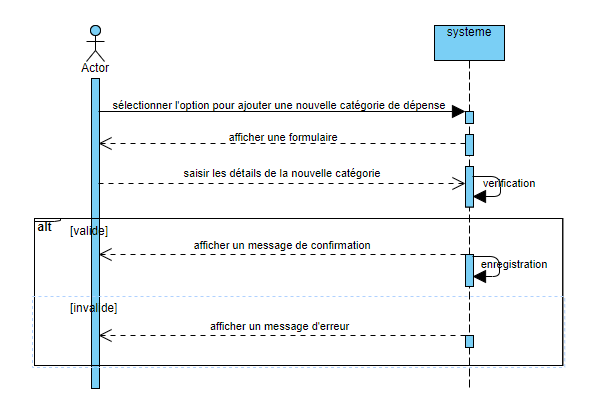 systeme
Actor
sélectionner l'option pour ajouter une nouvelle catégorie de dépense
afficher une formulaire
saisir les détails de la nouvelle catégorie
verification
alt
[valide]
afficher un message de confirmation
enregistration
[invalide]
afficher un message d'erreur